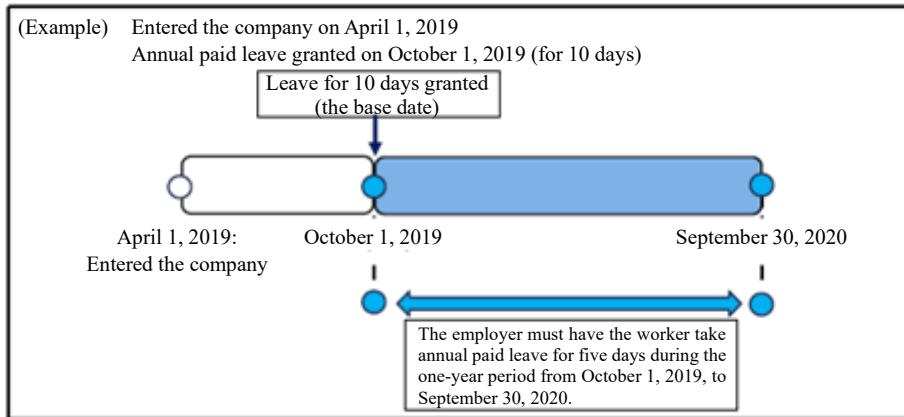 (Example) Entered the company on April 1, 2019
Annual paid leave granted on October 1, 2019 (for 10 days)
Leave for 10 days granted
(the base date)
April 1, 2019:
Entered the company
October 1, 2019
September 30, 2020
The employer must have the worker take
annual paid leave for five days during the
one-year period from October 1, 2019, to
September 30, 2020.